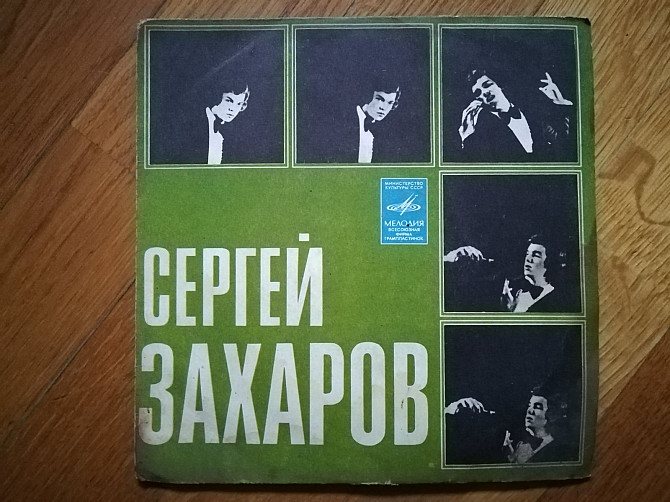 МИНИСТЕРСТВО
КУЛЬТУРЫ СССР
МЕЛОДИЯ
ВСЕСОЮЗНАЯ
ФИРМА
ГРАМПЛАСТИНОК
СЕРГЕЙ
ЗАХАРОВ